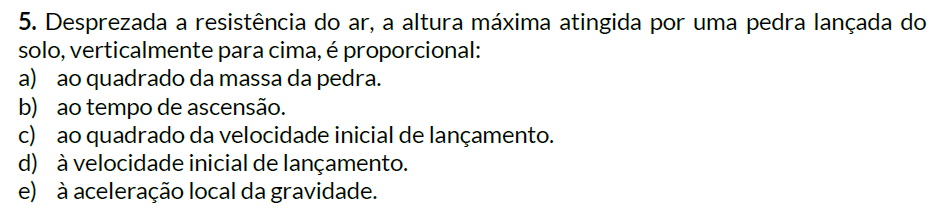 5. Desprezada a resistência do ar, a altura máxima atingida por uma pedra lançada do
solo, verticalmente para cima, é proporcional:
a) ao quadrado da massa da pedra.
b) ao tempo de ascensão.
c) ao quadrado da velocidade inicial de lançamento.
d) à velocidade inicial de lançamento.
e) à aceleração local da gravidade.